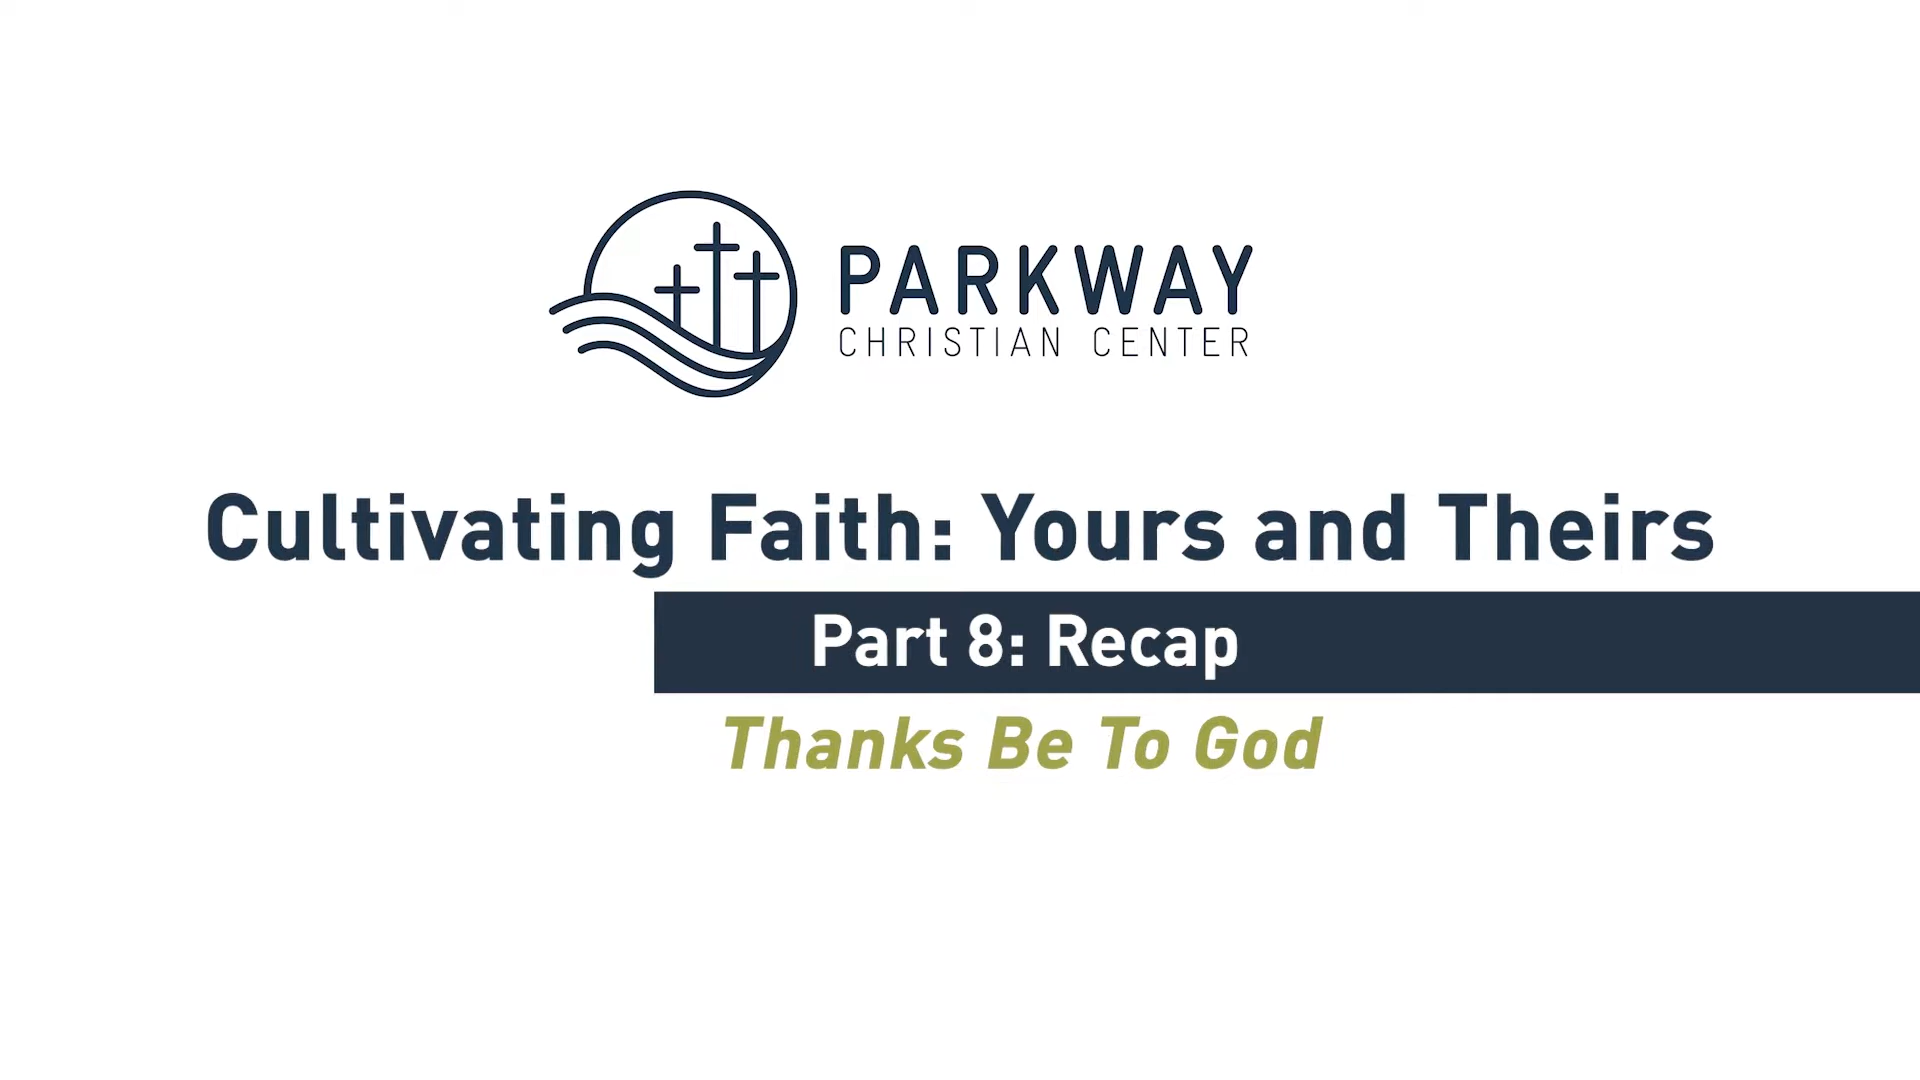 PARKWAY
CHRISTIAN CENTER
Cultivating Faith: Yours and Theirs
Part 8: Recap
Thanks Be To God